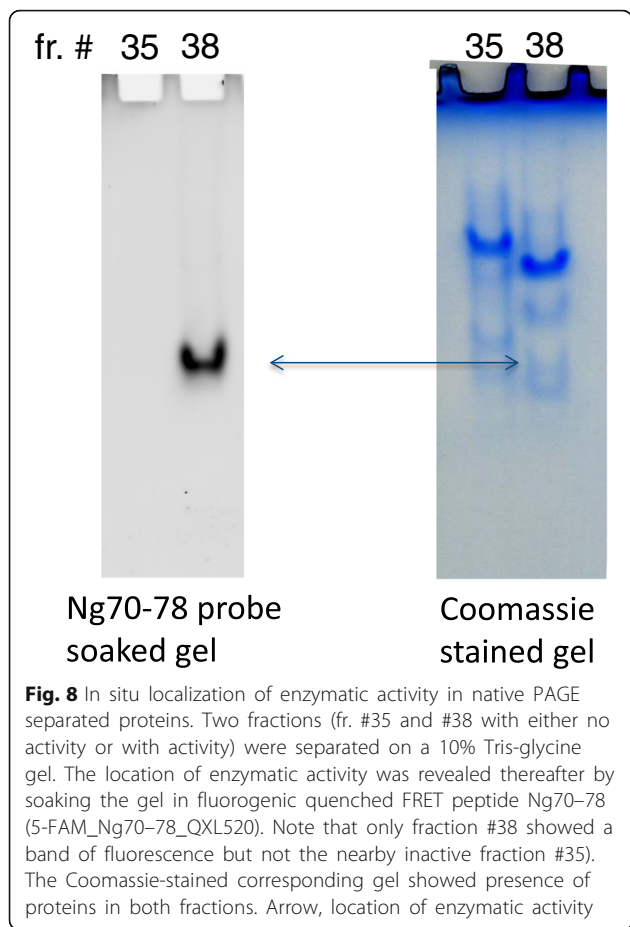 fr. # 35 38
35 38
Ng70-78 probe
soaked gel
Coomassie
stained gel
Fig. 8 In situ localization of enzymatic activity in native PAGE
separated proteins. Two fractions (fr. #35 and #38 with either no
activity or with activity) were separated on a 10% Tris-glycine
gel. The location of enzymatic activity was revealed thereafter by
soaking the gel in fluorogenic quenched FRET peptide Ng70–78
(5-FAM_Ng70–78_QXL520). Note that only fraction #38 showed a
band of fluorescence but not the nearby inactive fraction #35).
The Coomassie-stained corresponding gel showed presence of
proteins in both fractions. Arrow, location of enzymatic activity